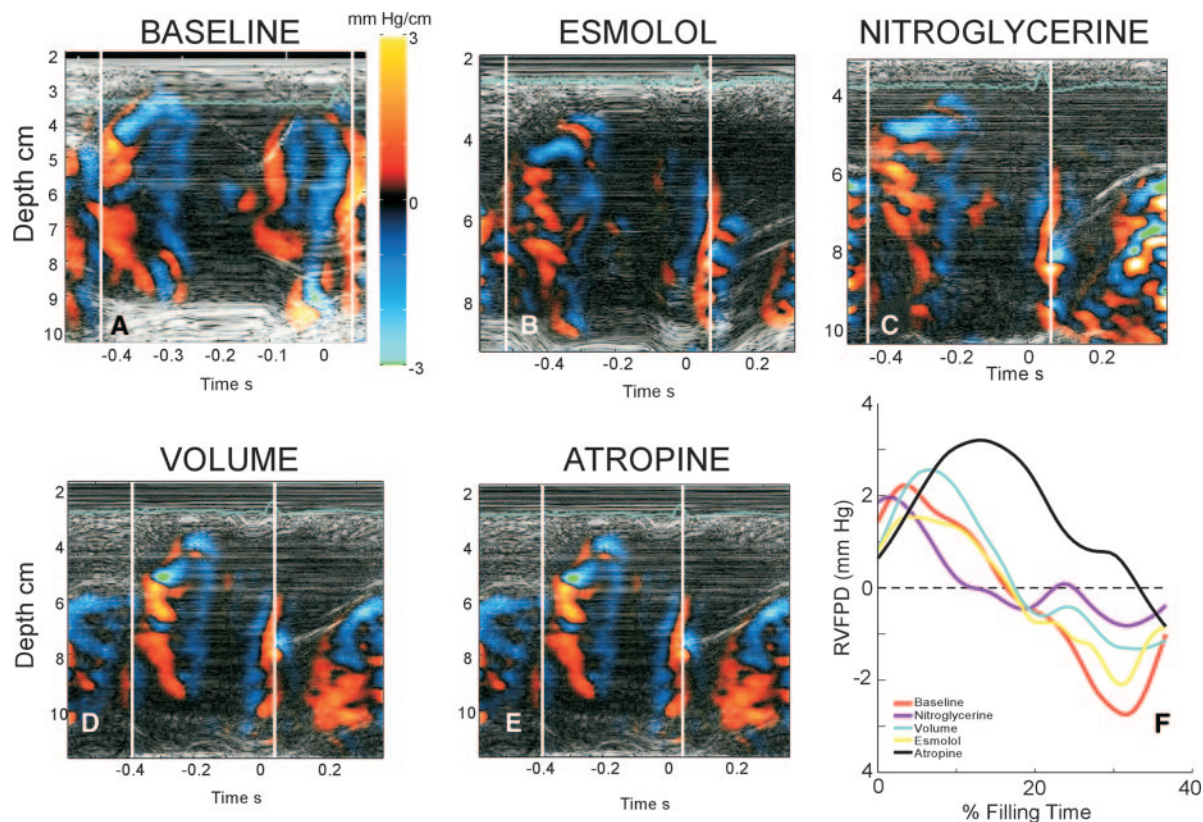 BASELINE
ESMOLOL
NITROGLYCERINE
mm Hg/cm
3
0
-3
Depth cm
2
3
4
5
6
7
8
9
10
A
-0.4
-0.3
-0.1
0
Time s
2
4
6
8
B
-0.4
-0.2
0
0.2
Time s
4
6
8
10
C
-0.4
-0.2
0
0.2
Time s
VOLUME
ATROPINE
Depth cm
2
4
6
8
10
D
-0.4
-0.2
0
0.2
Time s
2
4
6
8
10
E
-0.4
-0.2
0
0.2
Time s
RVFPD (mm Hg)
4
2
0
-2
4
Baseline
Nitroglycerine
Volume
Esmolol
Atropine
F
0
20
40
% Filling Time